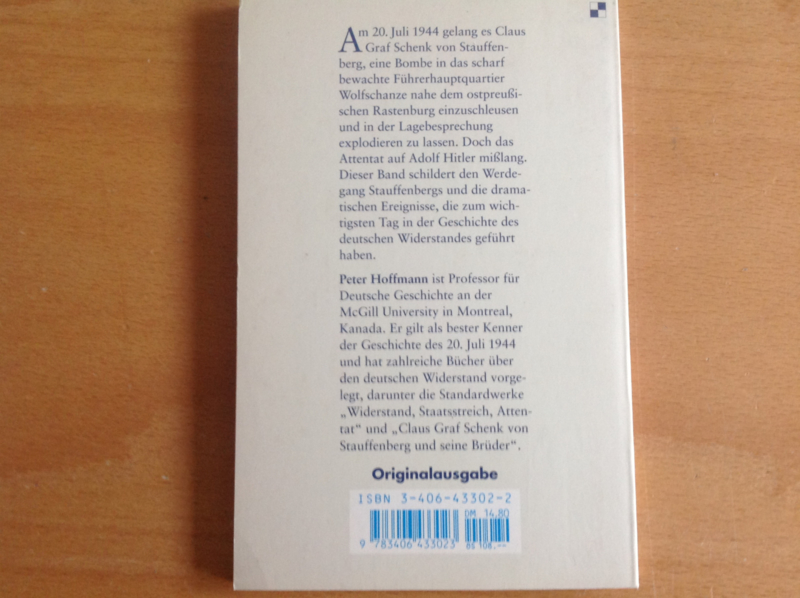 Am 20. Juli 1944 gelang es Claus
Graf Schenk von Stauffen-
berg, eine Bombe in das scharf
bewachte Führerhauptquartier
Wolfschanze nahe dem ostpreußi-
schen Rastenburg einzuschleusen
und in der Lagebesprechung
explodieren zu lassen. Doch das
Attentat auf Adolf Hitler mißlang.
Dieser Band schildert den Werde-
gang Stauffenbergs und die drama-
tischen Ereignisse, die zum wich-
tigsten Tag in der Geschichte des
deutschen Widerstandes geführt
haben.
Peter Hoffmann ist Professor für
Deutsche Geschichte an der
McGill University in Montreal,
Kanada. Er gilt als bester Kenner
der Geschichte des 20. Juli 1944
und hat zahlreiche Bücher über
den deutschen Widerstand vorge-
legt, darunter die Standardwerke
„Widerstand, Staatsstreich, Atten-
tat“ und „Claus Graf Schenk von
Stauffenberg und seine Brüder“.
Originalausgabe
ISBN 3-406-43302-2
DM 14,80
9 783406 433023
öS 108,--